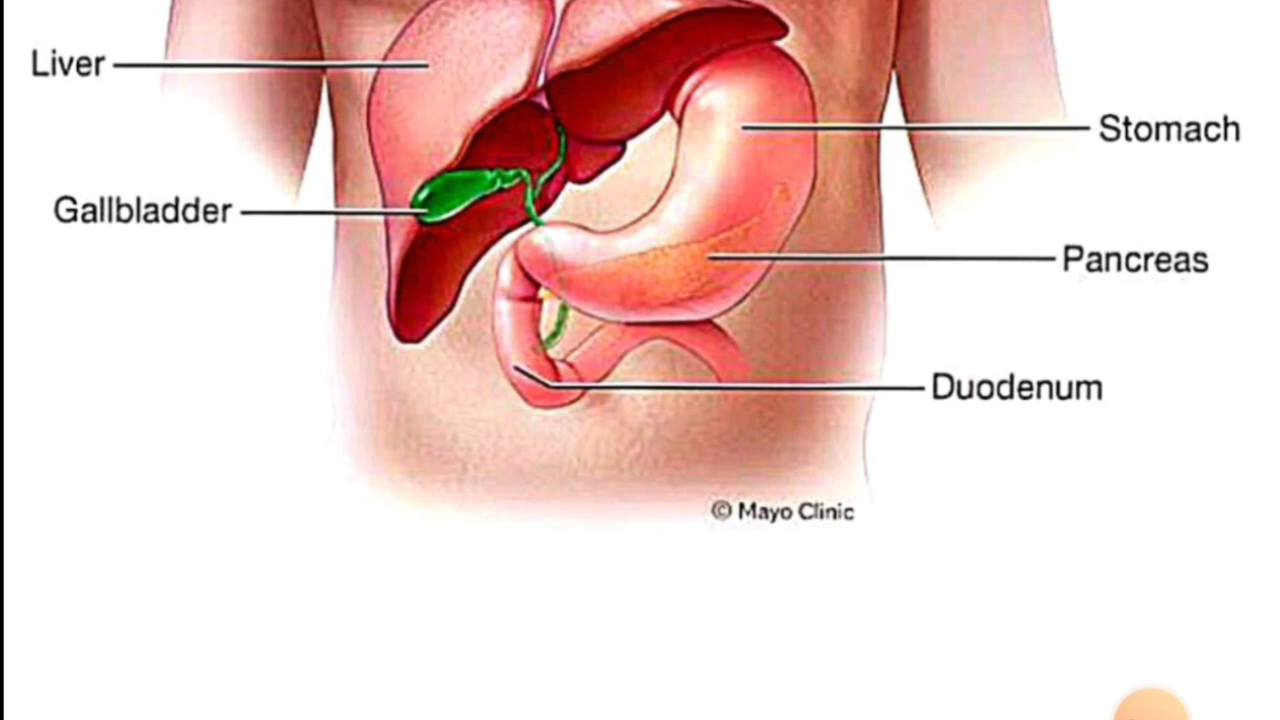 Liver
Stomach
Gallbladder
Pancreas
Duodenum
© Mayo Clinic